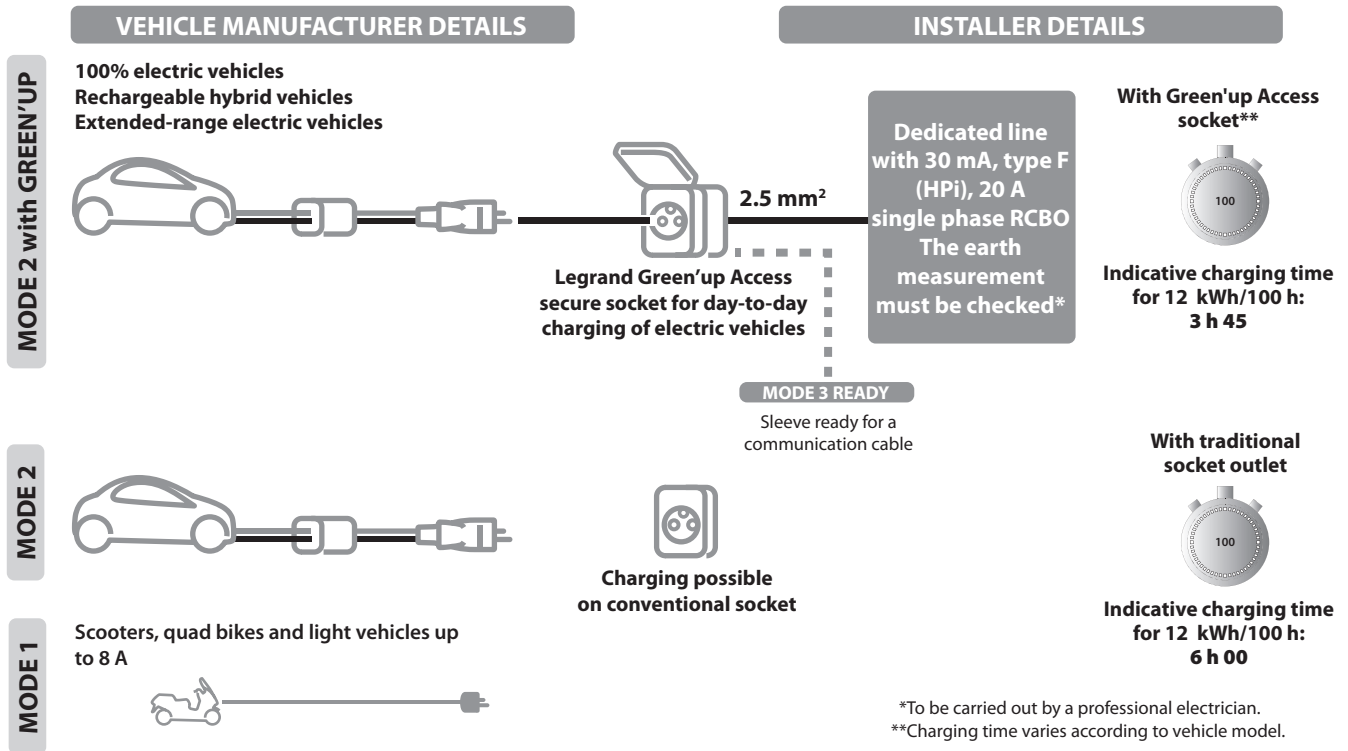 VEHICLE MANUFACTURER DETAILS
INSTALLER DETAILS
MODE 2 with GREEN’UP
100% electric vehicles
Rechargeable hybrid vehicles
Extended-range electric vehicles
2.5 mm²
Legrand Green’up Access
secure socket for day-to-day
charging of electric vehicles
Dedicated line
with 30 mA, type F
(HPi), 20 A
single phase RCBO
The earth
measurement
must be checked*
With Green'up Access
socket**
100
Indicative charging time
for 12 kWh/100 h:
3 h 45
MODE 3 READY
Sleeve ready for a
communication cable
MODE 2
Charging possible
on conventional socket
With traditional
socket outlet
100
Indicative charging time
for 12 kWh/100 h:
6 h 00
MODE 1
Scooters, quad bikes and light vehicles up
to 8 A
*To be carried out by a professional electrician.
**Charging time varies according to vehicle model.